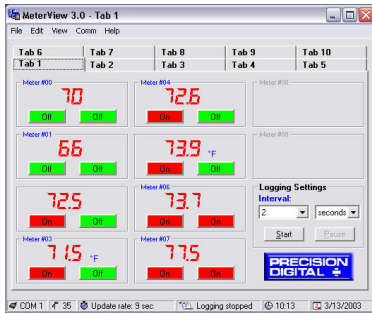 MeterView 3.0 - Tab 1
File Edit View Comm Help
Tab 6 Tab 7 Tab 8 Tab 9 Tab 10
Tab 1 Tab 2 Tab 3 Tab 4 Tab 5
Meter #00 Meter #04 Meter #08
70 72.6
Off Off On Off
Meter #01 Meter #05 Meter #09
66 73.9 °F
Off Off On Off
Meter #06 Logging Settings
72.5 73.7 Interval:
On Off On On 2 seconds
Meter #03 Meter #07 Start Pause
71.5 °F 77.5
On Off On On PRECISION
DIGITAL
COM 1 35 Update rate: 9 sec Logging stopped 10:13 3/13/2003